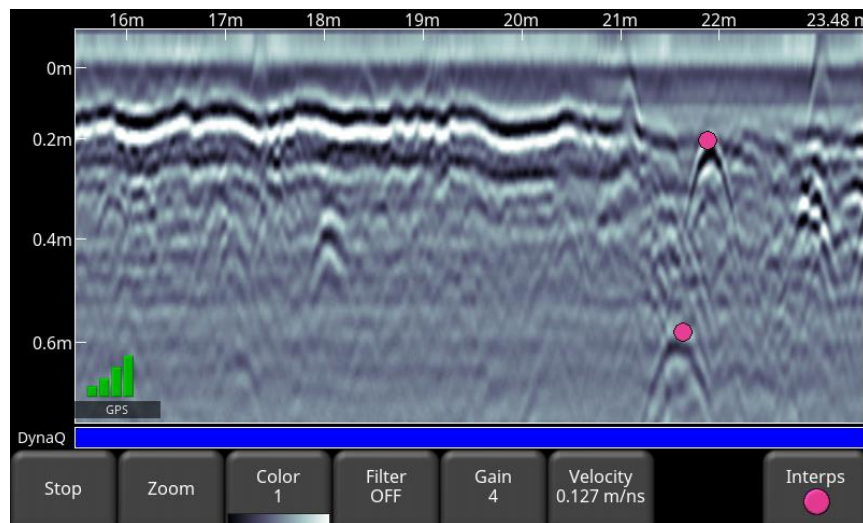 16m 17m 18m 19m 20m 21m 22m 23.48 m
0m
0.2m
0.4m
0.6m
GPS
DynaQ
Stop
Zoom
Color
1
Filter
OFF
Gain
4
Velocity
0.127 m/ns
Interps